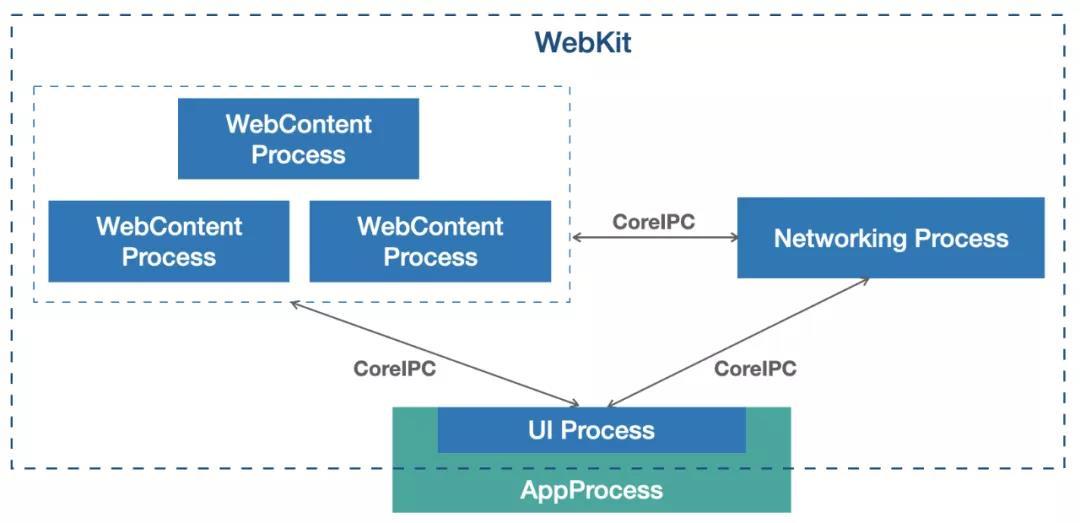 WebKit
WebContent
Process
WebContent
Process
WebContent
Process
CoreIPC
Networking Process
CoreIPC
CoreIPC
UI Process
AppProcess